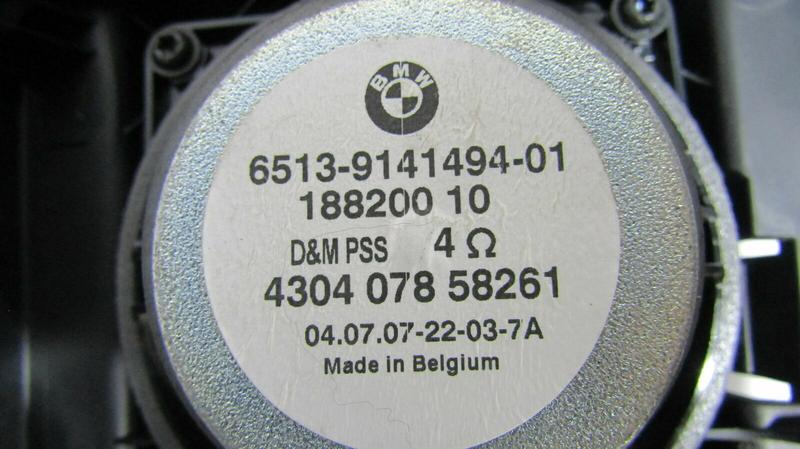 BMW
6513-9141494-01
188200 10
D&M PSS 4 Ω
4304 078 58261
04.07.07-22-03-7A
Made in Belgium